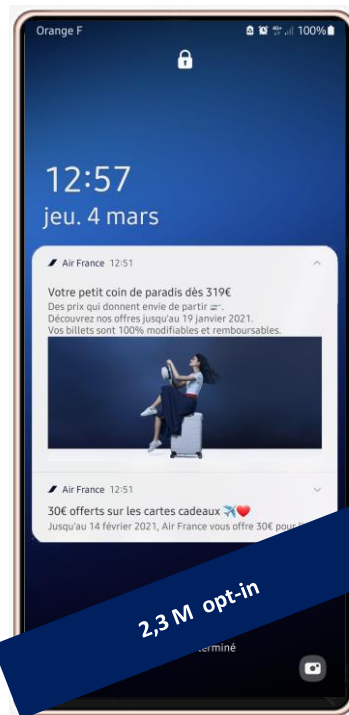 Orange F 100%
12:57
jeu. 4 mars
Air France 12:51
Votre petit coin de paradis dès 319€
Des prix qui donnent envie de partir
Découvrez nos offres jusqu'au 19 janvier 2021.
Vos billets sont 100% modifiables et remboursables.
Air France 12:51
30€ offerts sur les cartes cadeaux ✈️❤️
Jusqu'au 14 février 2021, Air France vous offre 30€ pour
2,3 M opt-in